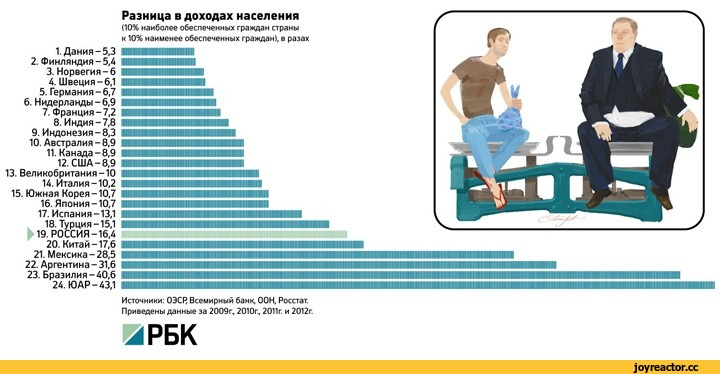 Разница в доходах населения
(10% наиболее обеспеченных граждан страны
к 10% наименее обеспеченных граждан), в разах
1. Дания – 5,3
2. Финляндия – 5,4
3. Норвегия – 6
4. Швеция – 6,1
5. Германия – 6,7
6. Нидерланды – 6,9
7. Франция – 7,2
8. Индия – 7,8
9. Индонезия – 8,3
10. Австралия – 8,9
11. Канада – 8,9
12. США – 8,9
13. Великобритания – 10
14. Италия – 10,2
15. Южная Корея – 10,7
16. Япония – 10,7
17. Испания – 13,1
18. Турция – 15,1
19. РОССИЯ – 16,4
20. Китай – 17,6
21. Мексика – 28,5
22. Аргентина – 31,6
23. Бразилия – 40,6
24. ЮАР – 43,1
Источники: ОЭСР, Всемирный банк, ООН, Росстат.
Приведены данные за 2009г., 2010г., 2011г. и 2012г.
РБК
joyreactor.cc